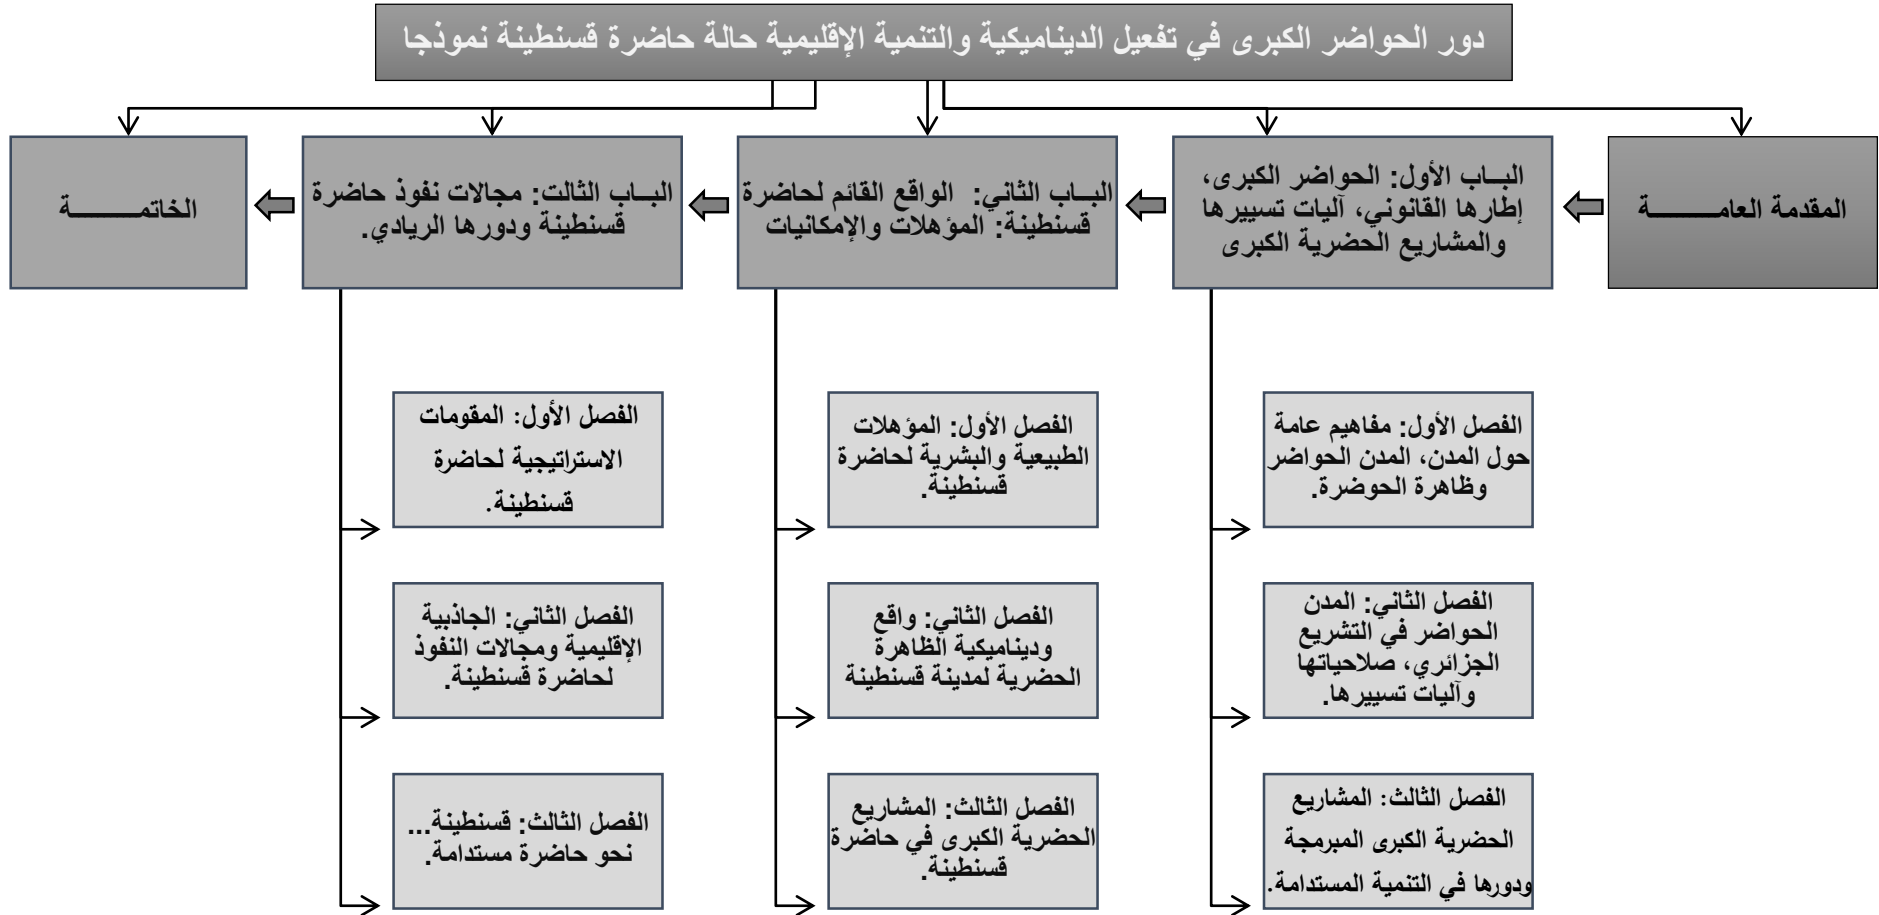 دور الحواضر الكبرى في تفعيل الديناميكية والتنمية الإقليمية حالة حاضرة قسنطينة نموذجا
المقدمة العامـــــــــة
البــاب الأول: الحواضر الكبرى،
إطارها القانوني، آليات تسييرها
والمشاريع الحضرية الكبرى
البــاب الثاني: الواقع القائم لحاضرة
قسنطينة: المؤهلات والإمكانيات
البــاب الثالث: مجالات نفوذ حاضرة
قسنطينة ودورها الريادي.
الخاتمـــــــــة
الفصل الأول: مفاهيم عامة
حول المدن، المدن الحواضر
وظاهرة الحوضرة.
الفصل الثاني: المدن
الحواضر في التشريع
الجزائري، صلاحياتها
وآليات تسييرها.
الفصل الثالث: المشاريع
الحضرية الكبرى المبرمجة
ودورها في التنمية المستدامة.
الفصل الأول: المؤهلات
الطبيعية والبشرية لحاضرة
قسنطينة.
الفصل الثاني: واقع
وديناميكية الظاهرة
الحضرية لمدينة قسنطينة
الفصل الثالث: المشاريع
الحضرية الكبرى في حاضرة
قسنطينة.
الفصل الأول: المقومات
الاستراتيجية لحاضرة
قسنطينة.
الفصل الثاني: الجاذبية
الإقليمية ومجالات النفوذ
لحاضرة قسنطينة.
الفصل الثالث: قسنطينة...
نحو حاضرة مستدامة.